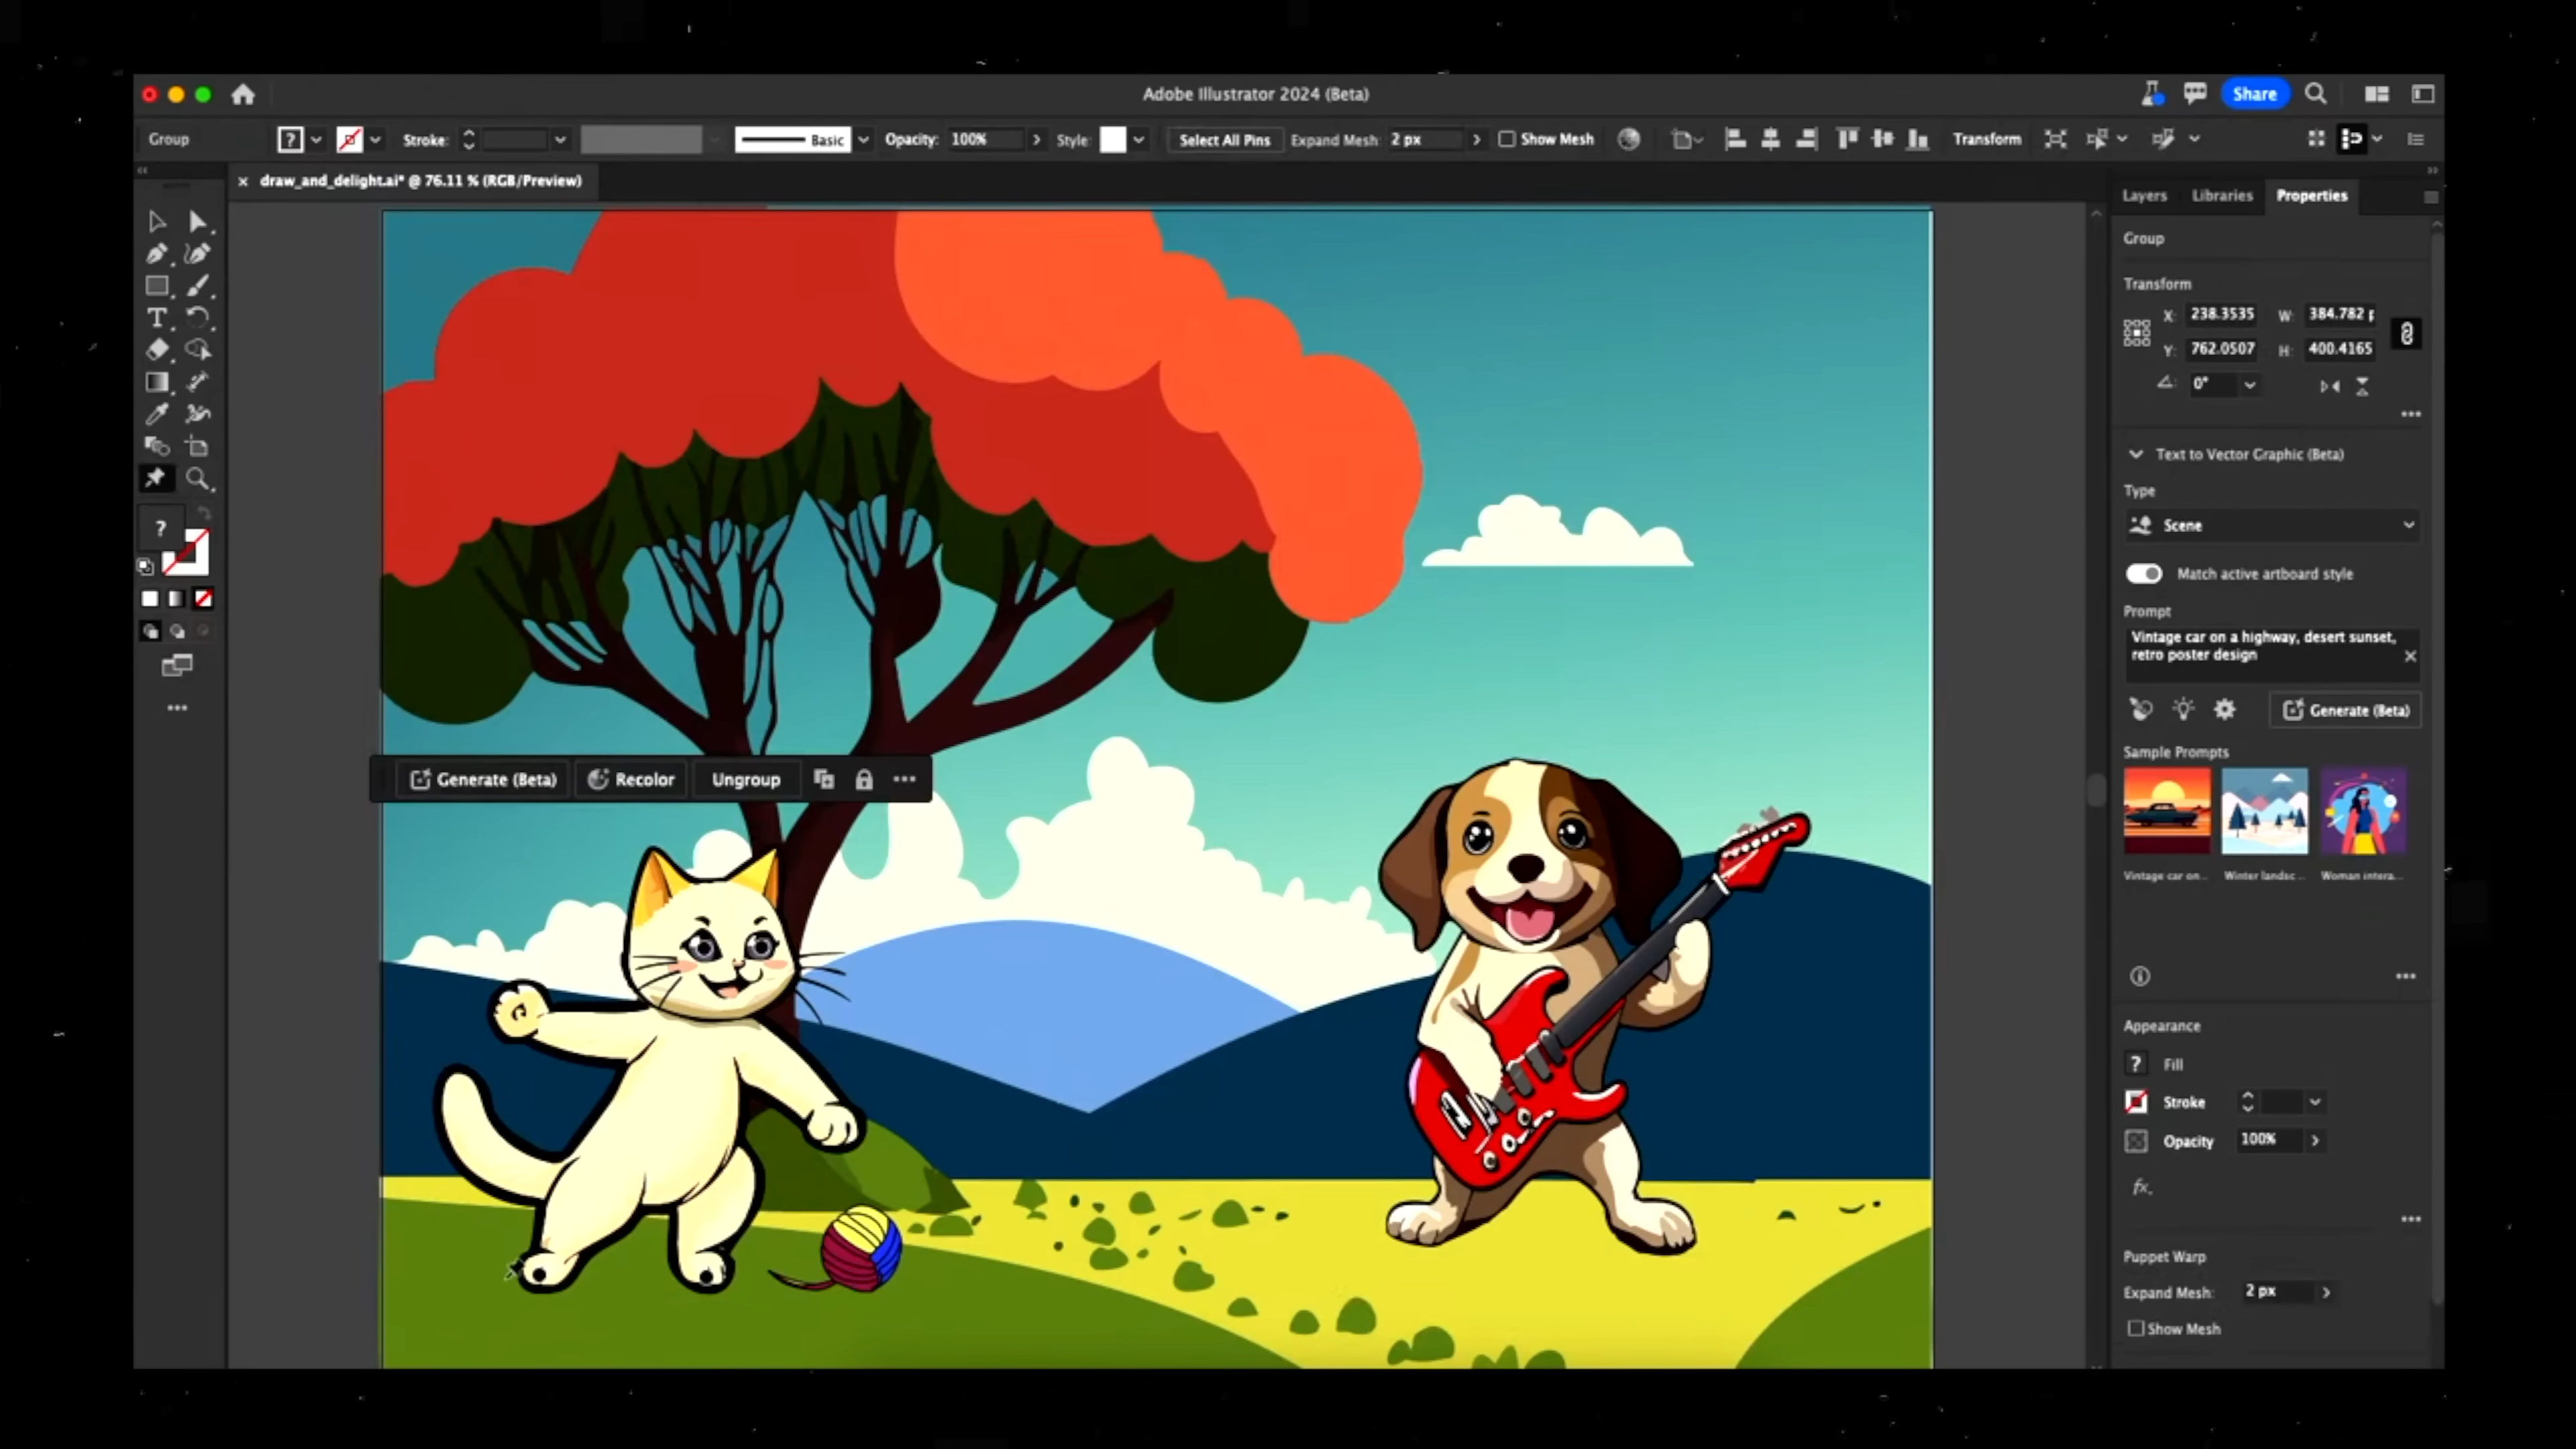 Adobe Illustrator 2024 (Beta)
Share
Group
Stroke:
Basic
Opacity: 100%
Style:
Select All Pins
Expand Mesh: 2 px
Show Mesh
Transform
× draw_and_delight.ai* @ 76.11 % (RGB/Preview)
Layers Libraries Properties
Group
Transform
X: 238.3535 W: 384.782 p
Y: 762.0507 H: 400.4165
0°
Text to Vector Graphic (Beta)
Type
Scene
Match active artboard style
Prompt
Vintage car on a highway, desert sunset,
retro poster design
Generate (Beta)
Sample Prompts
Vintage car on... Winter landsc... Woman intera...
Generate (Beta) Recolor Ungroup
Appearance
? Fill
Stroke
Opacity 100%
fx.
Puppet Warp
Expand Mesh: 2 px
Show Mesh